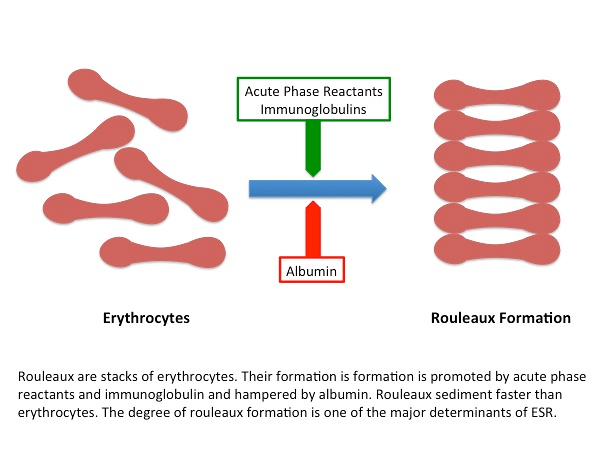 Acute Phase Reactants
Immunoglobulins
Albumin
Erythrocytes
Rouleaux Formation
Rouleaux are stacks of erythrocytes. Their formation is formation is promoted by acute phase
reactants and immunoglobulin and hampered by albumin. Rouleaux sediment faster than
erythrocytes. The degree of rouleaux formation is one of the major determinants of ESR.